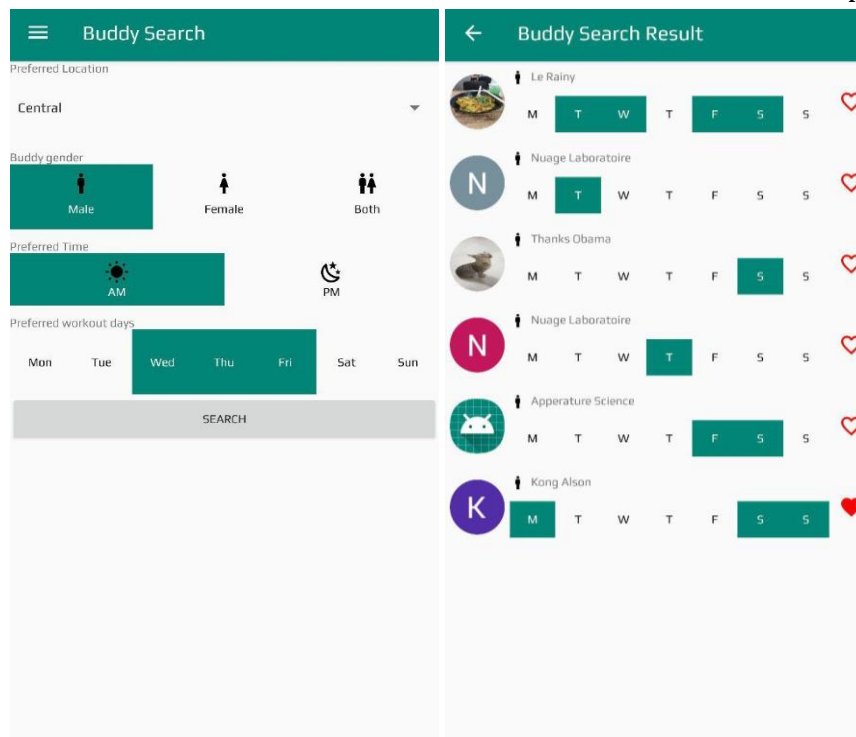 Buddy Search
Preferred Location
Central
Buddy gender
Male Female Both
Preferred Time
AM PM
Preferred workout days
Mon Tue Wed Thu Fri Sat Sun
SEARCH
Buddy Search Result
Le Rainy
M T W T F S S
N Nuage Laboratoire
M T W T F S S
Thanks Obama
M T W T F S S
N Nuage Laboratoire
M T W T F S S
Apperature Science
M T W T F S S
K Kong Alson
M T W T F S S